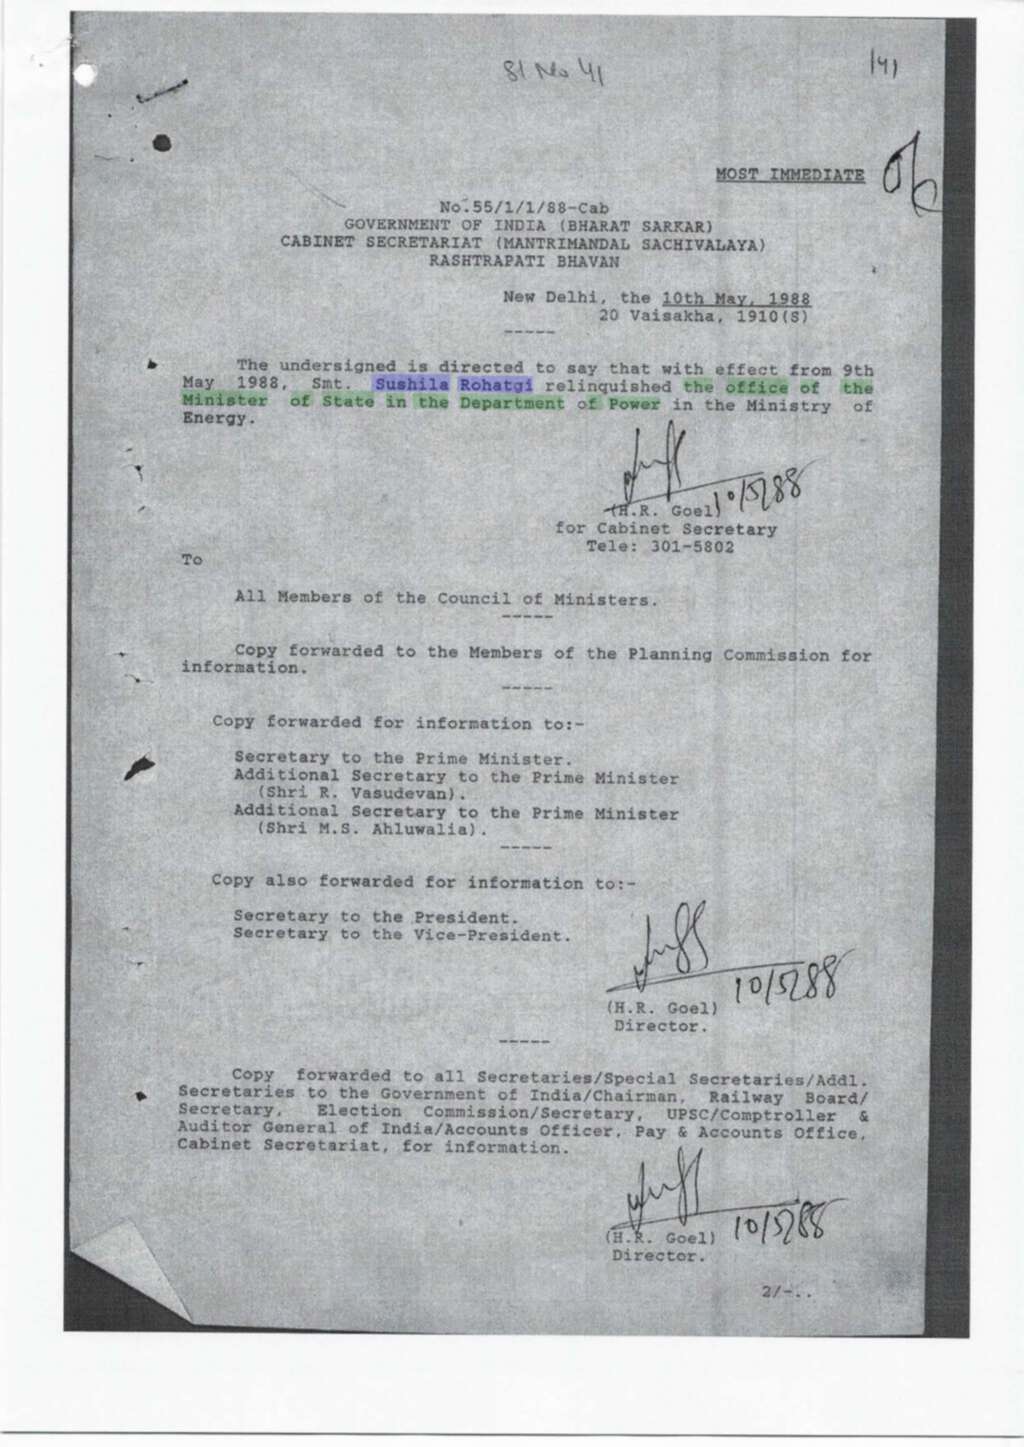 81 No 41
141
06
MOST IMMEDIATE
No.55/1/1/88-Cab
GOVERNMENT OF INDIA (BHARAT SARKAR)
CABINET SECRETARIAT (MANTRIMANDAL SACHIVALAYA)
RASHTRAPATI BHAVAN
New Delhi, the 10th May, 1988
20 Vaisakha, 1910(S)
-----
The undersigned is directed to say that with effect from 9th
May 1988, Smt. Sushila Rohatgi relinquished the office of the
Minister of State in the Department of Power in the Ministry of
Energy.
10/5/88
(H.R. Goel)
for Cabinet Secretary
Tele: 301-5802
To
All Members of the Council of Ministers.
-----
Copy forwarded to the Members of the Planning Commission for
information.
-----
Copy forwarded for information to:-
Secretary to the Prime Minister.
Additional Secretary to the Prime Minister
(Shri R. Vasudevan).
Additional Secretary to the Prime Minister
(Shri M.S. Ahluwalia).
-----
Copy also forwarded for information to:-
Secretary to the President.
Secretary to the Vice-President.
10/5/88
(H.R. Goel)
Director.
-----
Copy forwarded to all Secretaries/Special Secretaries/Addl.
Secretaries to the Government of India/Chairman, Railway Board/
Secretary, Election Commission/Secretary, UPSC/Comptroller &
Auditor General of India/Accounts Officer, Pay & Accounts Office,
Cabinet Secretariat, for information.
10/5/88
(H.R. Goel)
Director.
2/-..